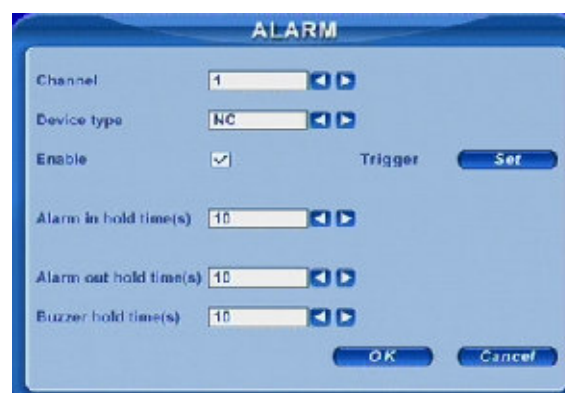 ALARM
Channel 1
Device type NC
Enable Trigger Set
Alarm in hold time(s) 10
Alarm out hold time(s) 10
Buzzer hold time(s) 10
OK Cancel